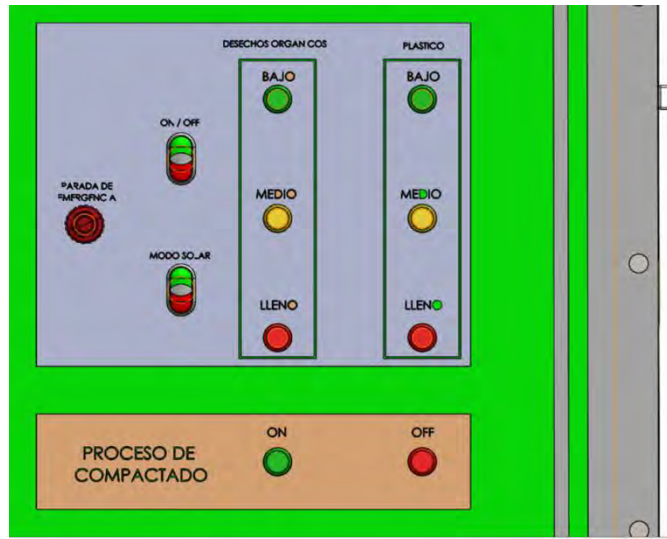 DESECHOS ORGAN COS
PLASTICO
BAJO
BAJO
ON / OFF
PARADA DE
EMERGENC A
MEDIO
MEDIO
MODO SOLAR
LLENO
LLENO
ON
OFF
PROCESO DE
COMPACTADO